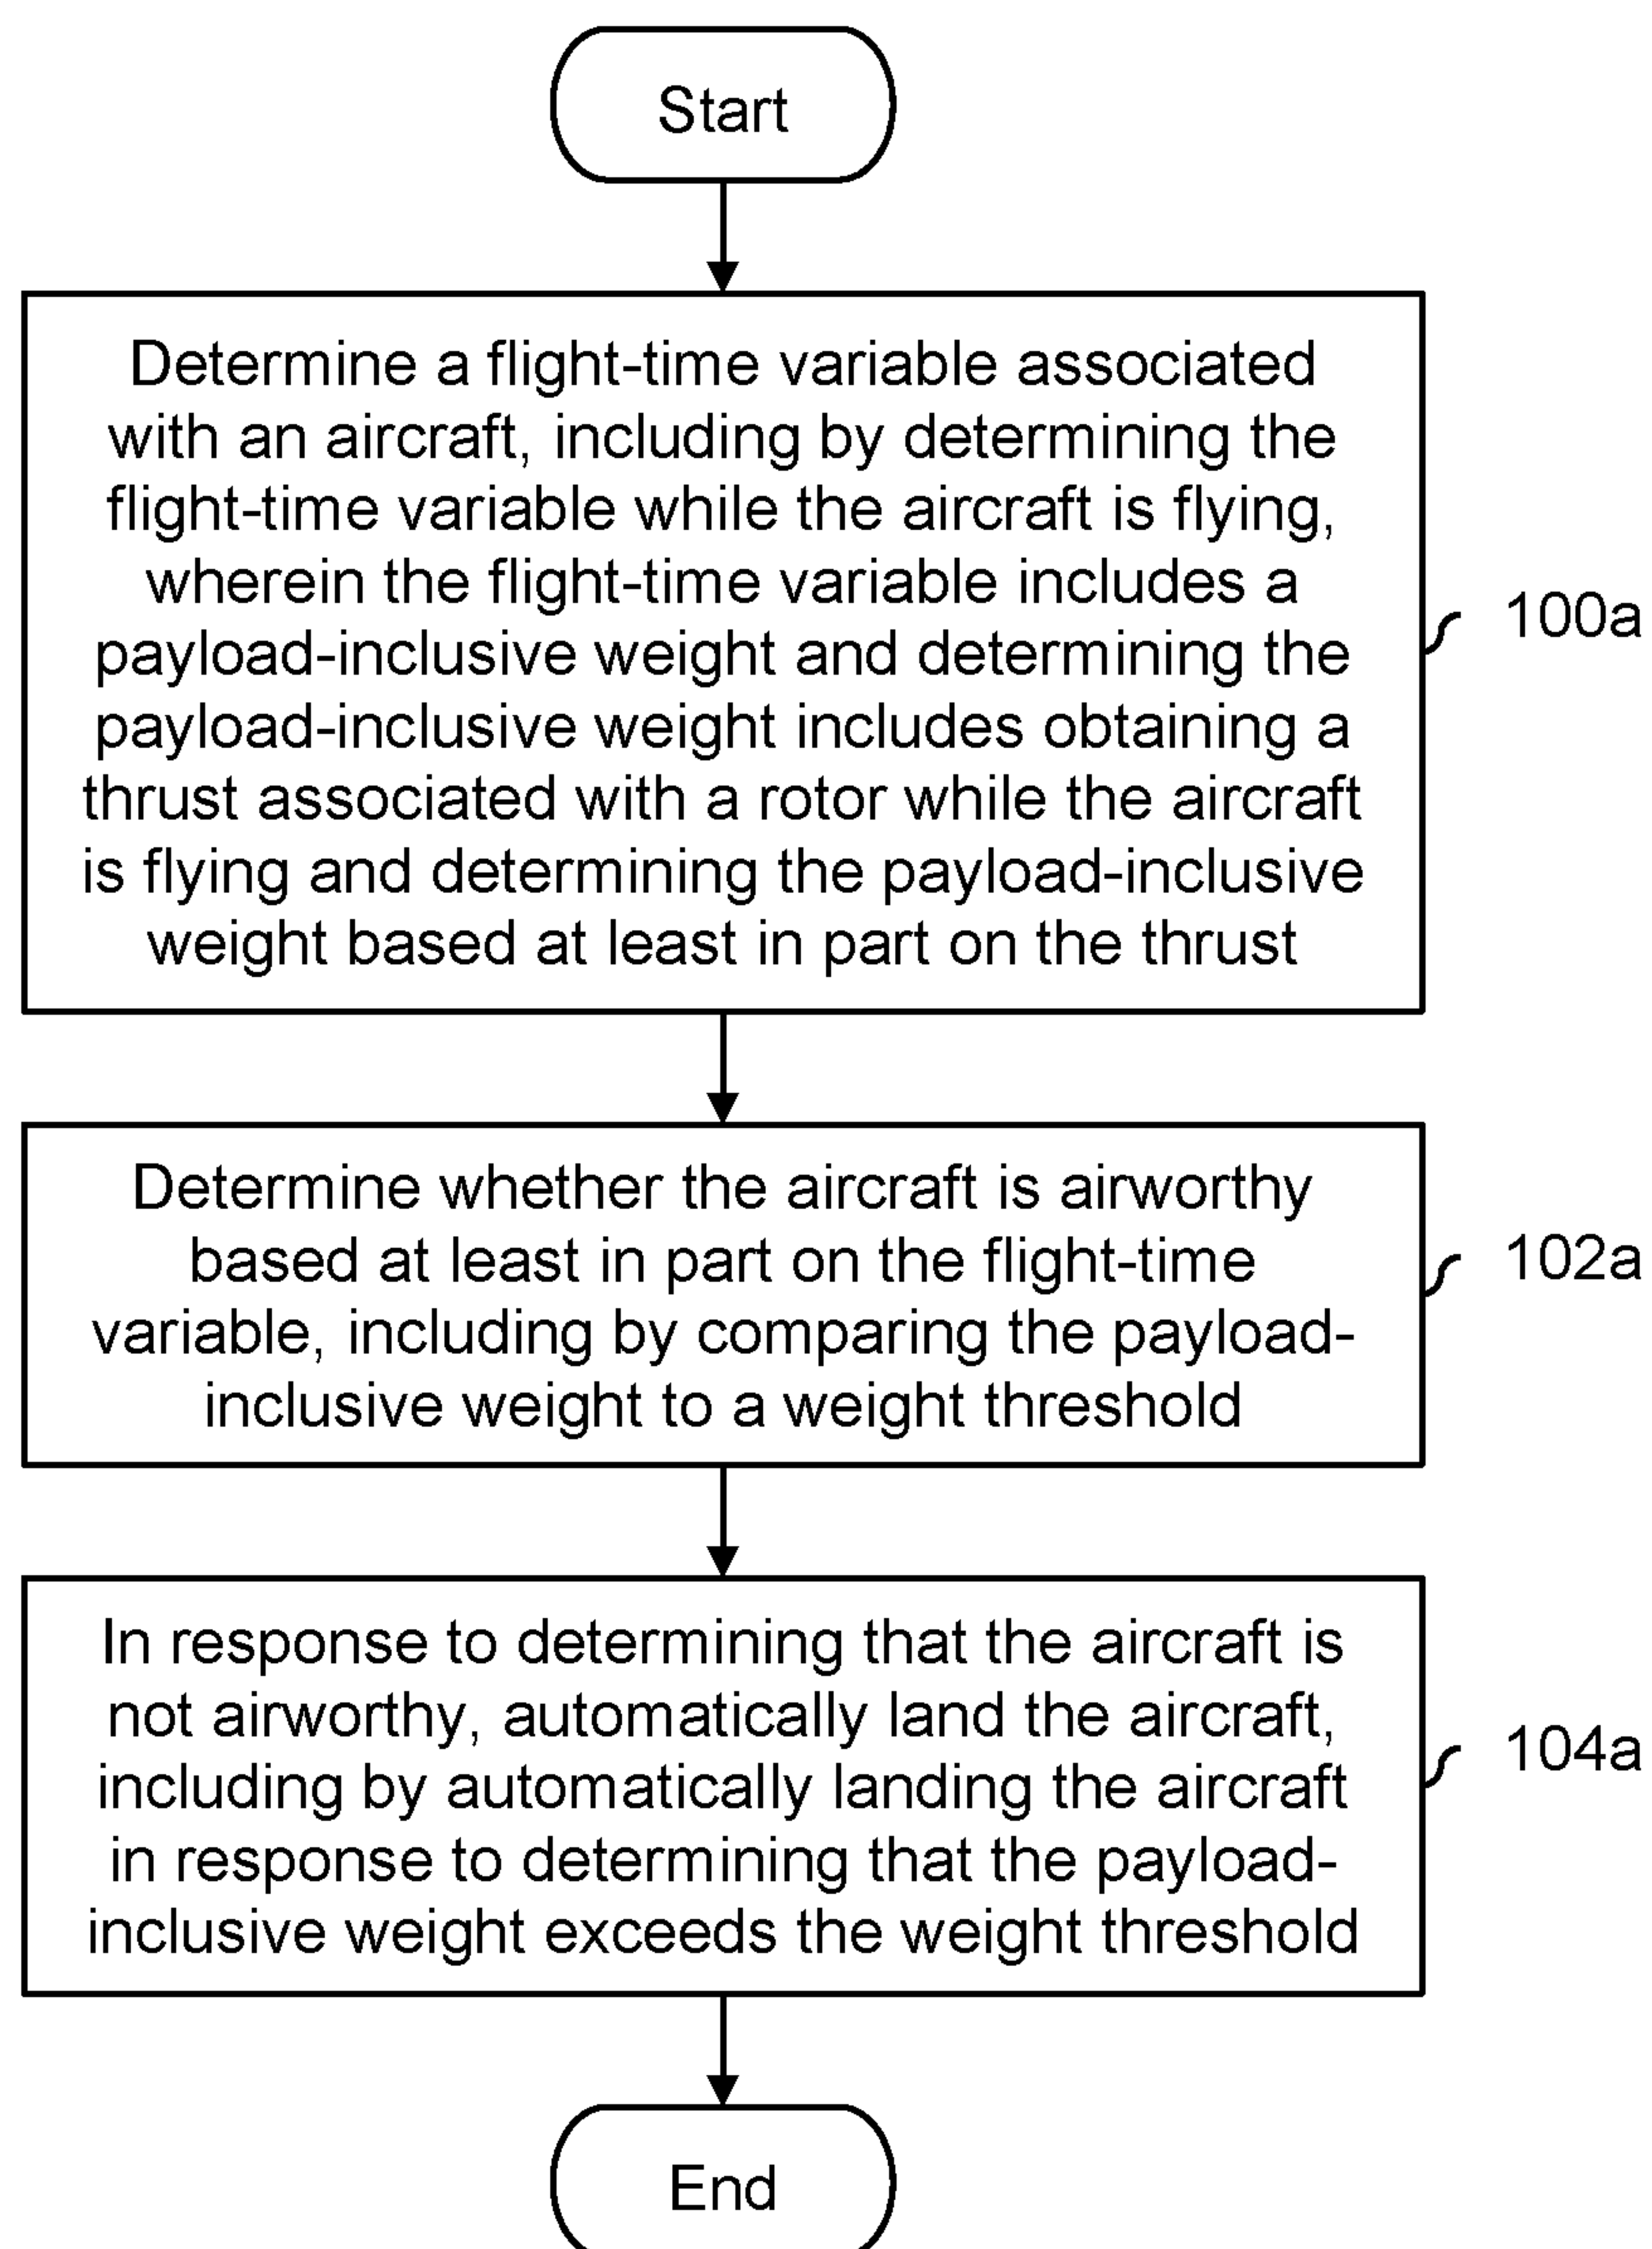 Start
Determine a flight-time variable associated
with an aircraft, including by determining the
flight-time variable while the aircraft is flying,
wherein the flight-time variable includes a
payload-inclusive weight and determining the
payload-inclusive weight includes obtaining a
thrust associated with a rotor while the aircraft
is flying and determining the payload-inclusive
weight based at least in part on the thrust
100a
Determine whether the aircraft is airworthy
based at least in part on the flight-time
variable, including by comparing the payload-
inclusive weight to a weight threshold
102a
In response to determining that the aircraft is
not airworthy, automatically land the aircraft,
including by automatically landing the aircraft
in response to determining that the payload-
inclusive weight exceeds the weight threshold
104a
End